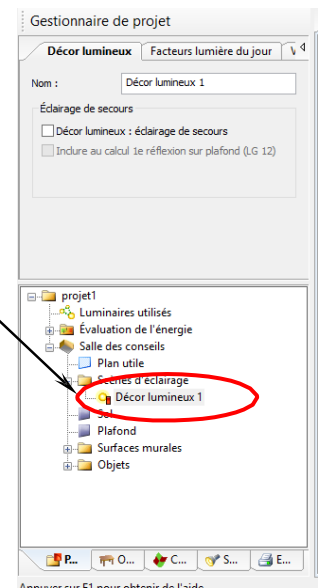 Gestionnaire de projet
Décor lumineux Facteurs lumière du jour V
Nom : Décor lumineux 1
Éclairage de secours
Décor lumineux : éclairage de secours
Indure au calcul 1e réflexion sur plafond (LG 12)
projet1
Luminaires utilisés
Évaluation de l'énergie
Salle des conseils
Plan utile
Scènes d'éclairage
Décor lumineux 1
Sol
Plafond
Surfaces murales
Objets
P... O... C... S... E...
Appuyer sur F1 pour obtenir de l'aide